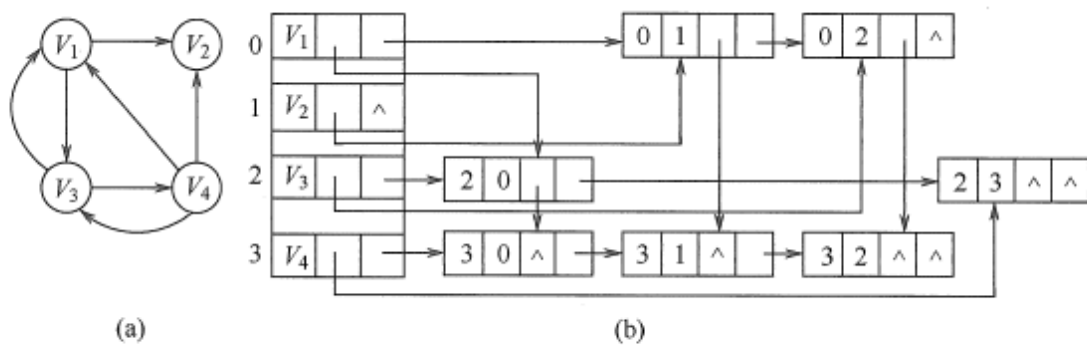 V1 V2
V3 V4
(a)
0 V1 0 1 0 2 ^
1 V2 ^
2 V3 2 0 2 3 ^ ^
3 V4 3 0 ^ 3 1 ^ 3 2 ^ ^
(b)